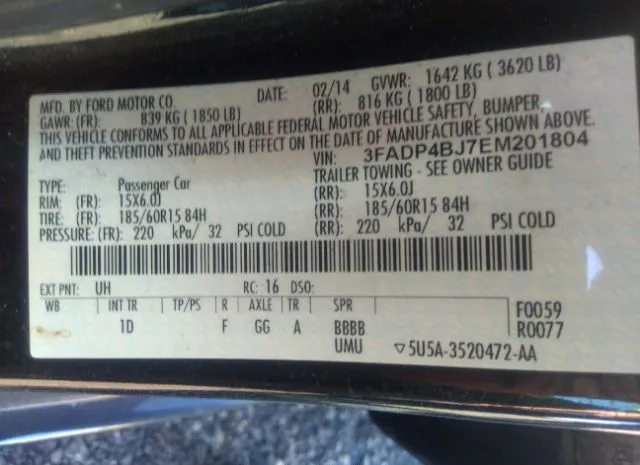 MFD. BY FORD MOTOR CO. DATE: 02/14 GVWR: 1642 KG ( 3620 LB)
GAWR: (FR): 839 KG ( 1850 LB) (RR): 816 KG ( 1800 LB)
THIS VEHICLE CONFORMS TO ALL APPLICABLE FEDERAL MOTOR VEHICLE SAFETY, BUMPER,
AND THEFT PREVENTION STANDARDS IN EFFECT ON THE DATE OF MANUFACTURE SHOWN ABOVE.
VIN: 3FADP4BJ7EM201804
TYPE: Passenger Car TRAILER TOWING - SEE OWNER GUIDE
RIM: (FR): 15X6.0J (RR): 15X6.0J
TIRE: (FR): 185/60R15 84H (RR): 185/60R15 84H
PRESSURE: (FR): 220 kPa/ 32 PSI COLD (RR): 220 kPa/ 32 PSI COLD
EXT PNT: UH RC: 16 DSO:
WB INT TR TP/PS R AXLE TR SPR F0059
1D F GG A BBBB R0077
UMU ▽5U5A-3520472-AA